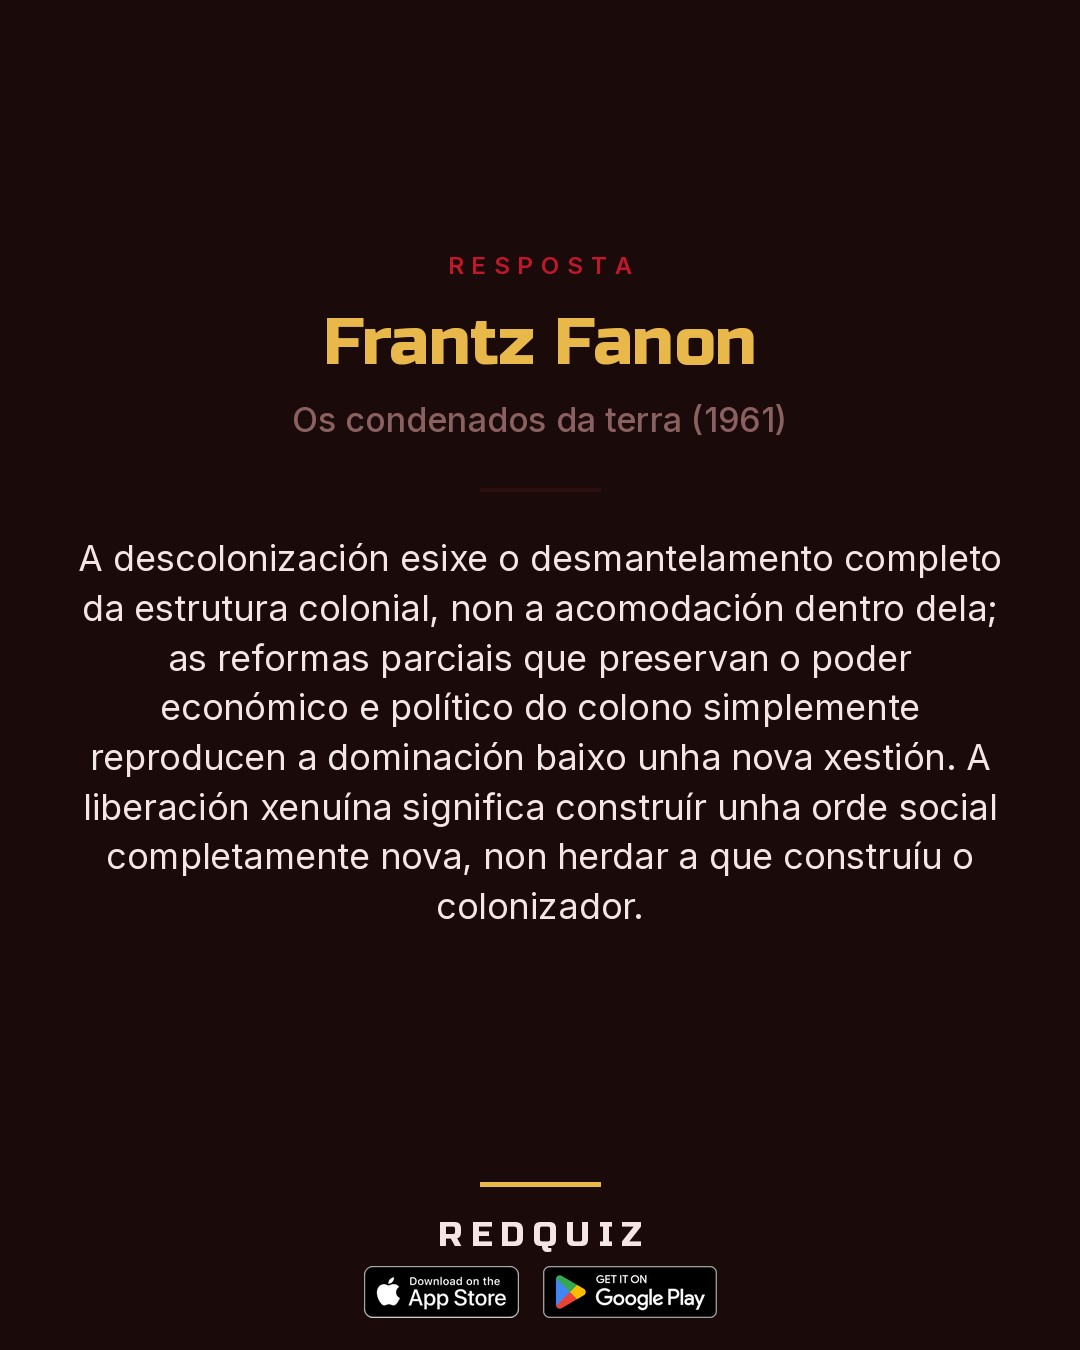 RESPOSTA
Frantz Fanon
Os condenados da terra (1961)
A descolonización esixe o desmantelamento completo
da estrutura colonial, non a acomodación dentro dela;
as reformas parciais que preservan o poder
económico e político do colono simplemente
reproducen a dominación baixo unha nova xestión. A
liberación xenuína significa construír unha orde social
completamente nova, non herdar a que construíu o
colonizador.
REDQUIZ
Download on the
App Store
GET IT ON
Google Play